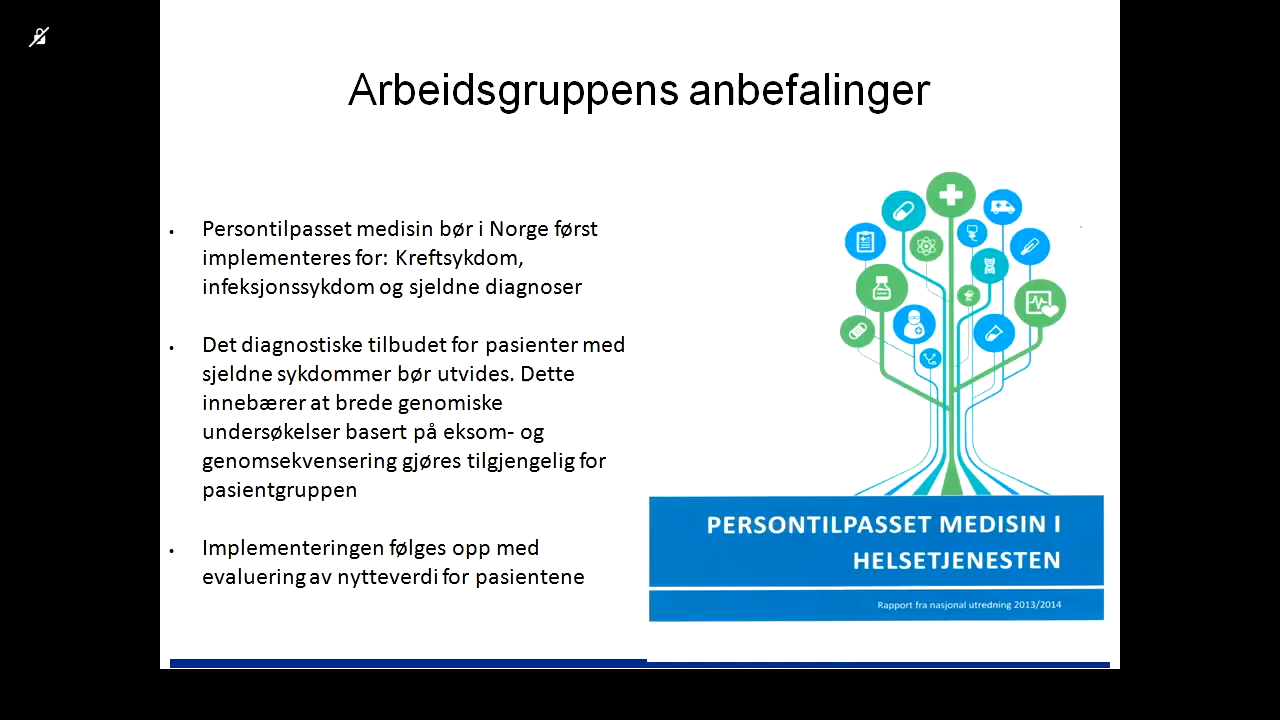 Arbeidsgruppens anbefalinger
• Persontilpasset medisin bør i Norge først
implementeres for: Kreftsykdom,
infeksjonssykdom og sjeldne diagnoser
• Det diagnostiske tilbudet for pasienter med
sjeldne sykdommer bør utvides. Dette
innebærer at brede genomiske
undersøkelser basert på eksom- og
genomsekvensering gjøres tilgjengelig for
pasientgruppen
• Implementeringen følges opp med
evaluering av nytteverdi for pasientene
PERSONTILPASSET MEDISIN I
HELSETJENESTEN
Rapport fra nasjonal utredning 2013/2014